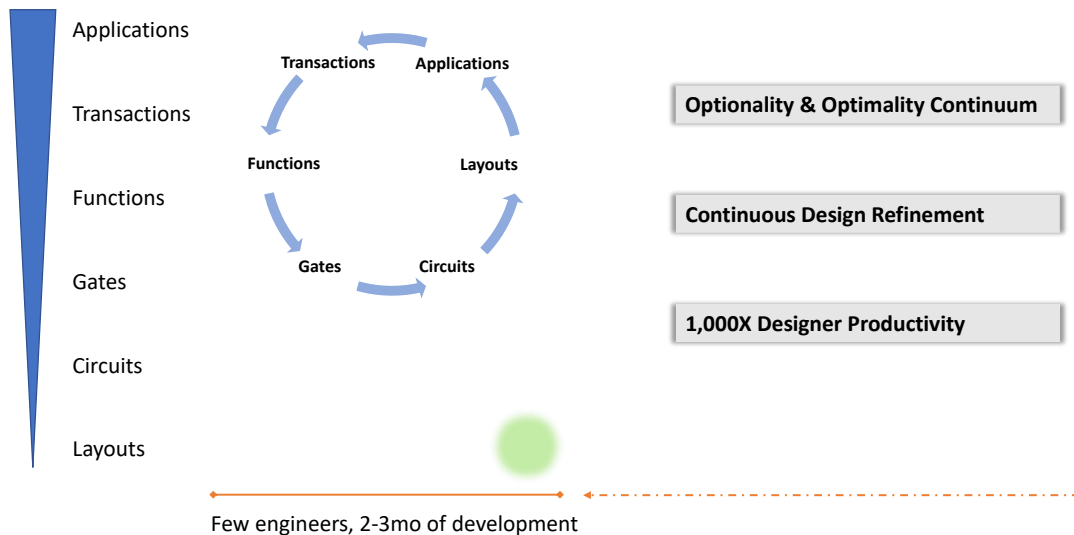 Applications
Transactions
Functions
Gates
Circuits
Layouts
Transactions
Applications
Functions
Layouts
Gates
Circuits
Optionality & Optimality Continuum
Continuous Design Refinement
1,000X Designer Productivity
Few engineers, 2-3mo of development